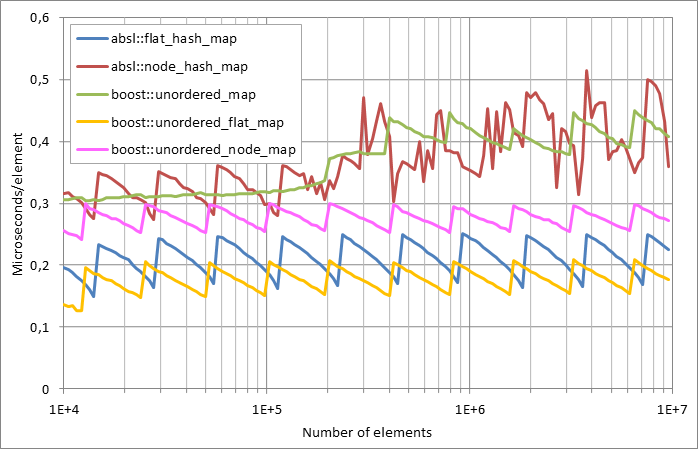 0,6
0,5
0,4
0,3
0,2
0,1
0
Microseconds/element
absl::flat_hash_map
absl::node_hash_map
boost::unordered_map
boost::unordered_flat_map
boost::unordered_node_map
1E+4 1E+5 1E+6 1E+7
Number of elements